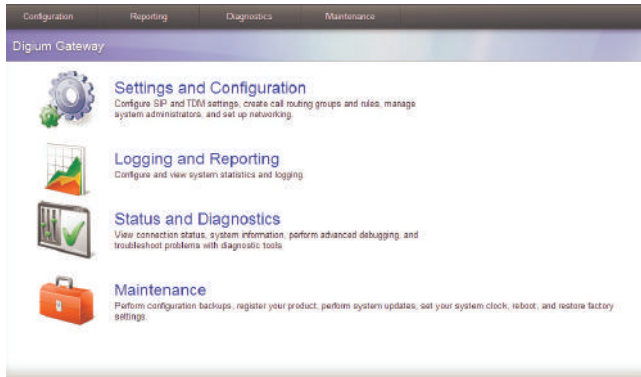 Configuration Reporting Diagnostics Maintenance
Digium Gateway
Settings and Configuration
Configure SIP and TDM settings, create call routing groups and rules, manage
system administrators, and set up networking.
Logging and Reporting
Configure and view system statistics and logging
Status and Diagnostics
View connection status, system information, perform advanced debugging, and
troubleshoot problems with diagnostic tools
Maintenance
Perform configuration backups, register your product, perform system updates, set your system clock, reboot, and restore factory
settings.